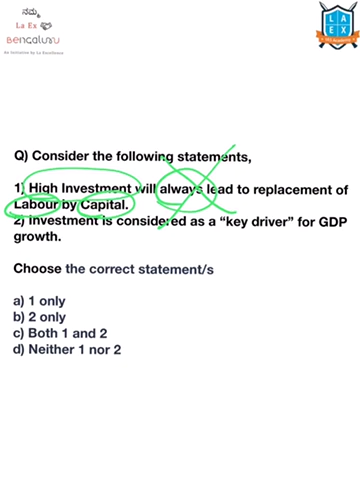 ನಮ್ಮ
La Ex
BENGALURU
An Initiative by La Excellence
LA
EX
Q) Consider the following statements,
1) High Investment will always lead to replacement of
Labour by Capital.
2) Investment is considered as a “key driver” for GDP
growth.
Choose the correct statement/s
a) 1 only
b) 2 only
c) Both 1 and 2
d) Neither 1 nor 2